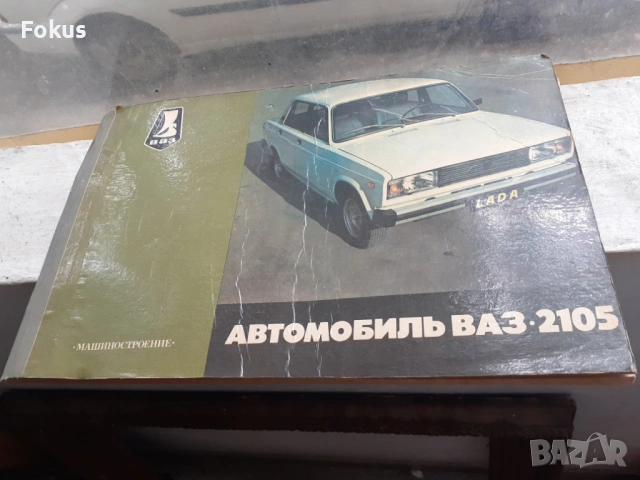 Fokus
ВАЗ
LADA
АВТОМОБИЛЬ ВАЗ·2105
·МАШИНОСТРОЕНИЕ·
BAZAR